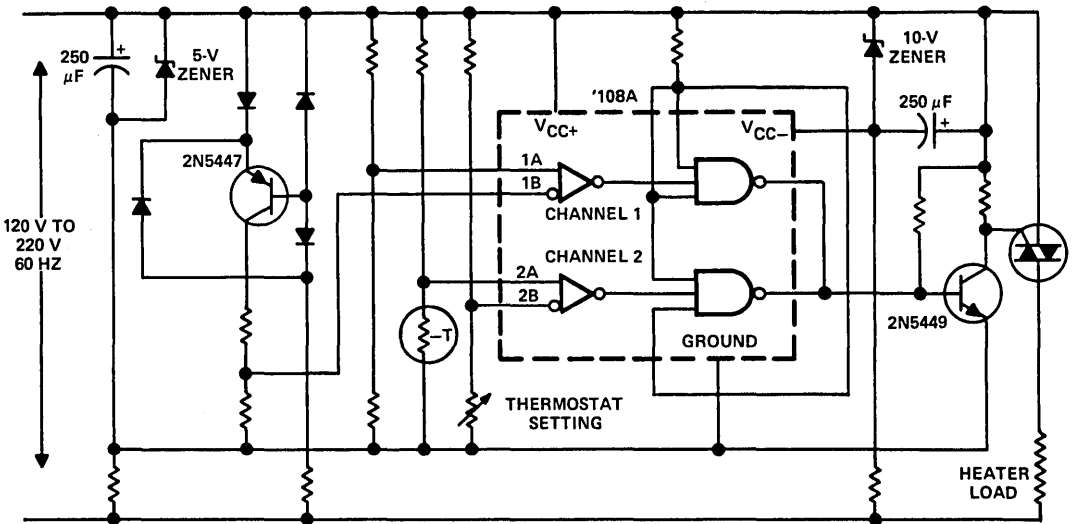 250
μF
+
5-V
ZENER
120 V TO
220 V
60 HZ
2N5447
–T
THERMOSTAT
SETTING
'108A
VCC+
VCC–
1A
1B
CHANNEL 1
CHANNEL 2
2A
2B
GROUND
10-V
ZENER
250 μF
+
2N5449
HEATER
LOAD